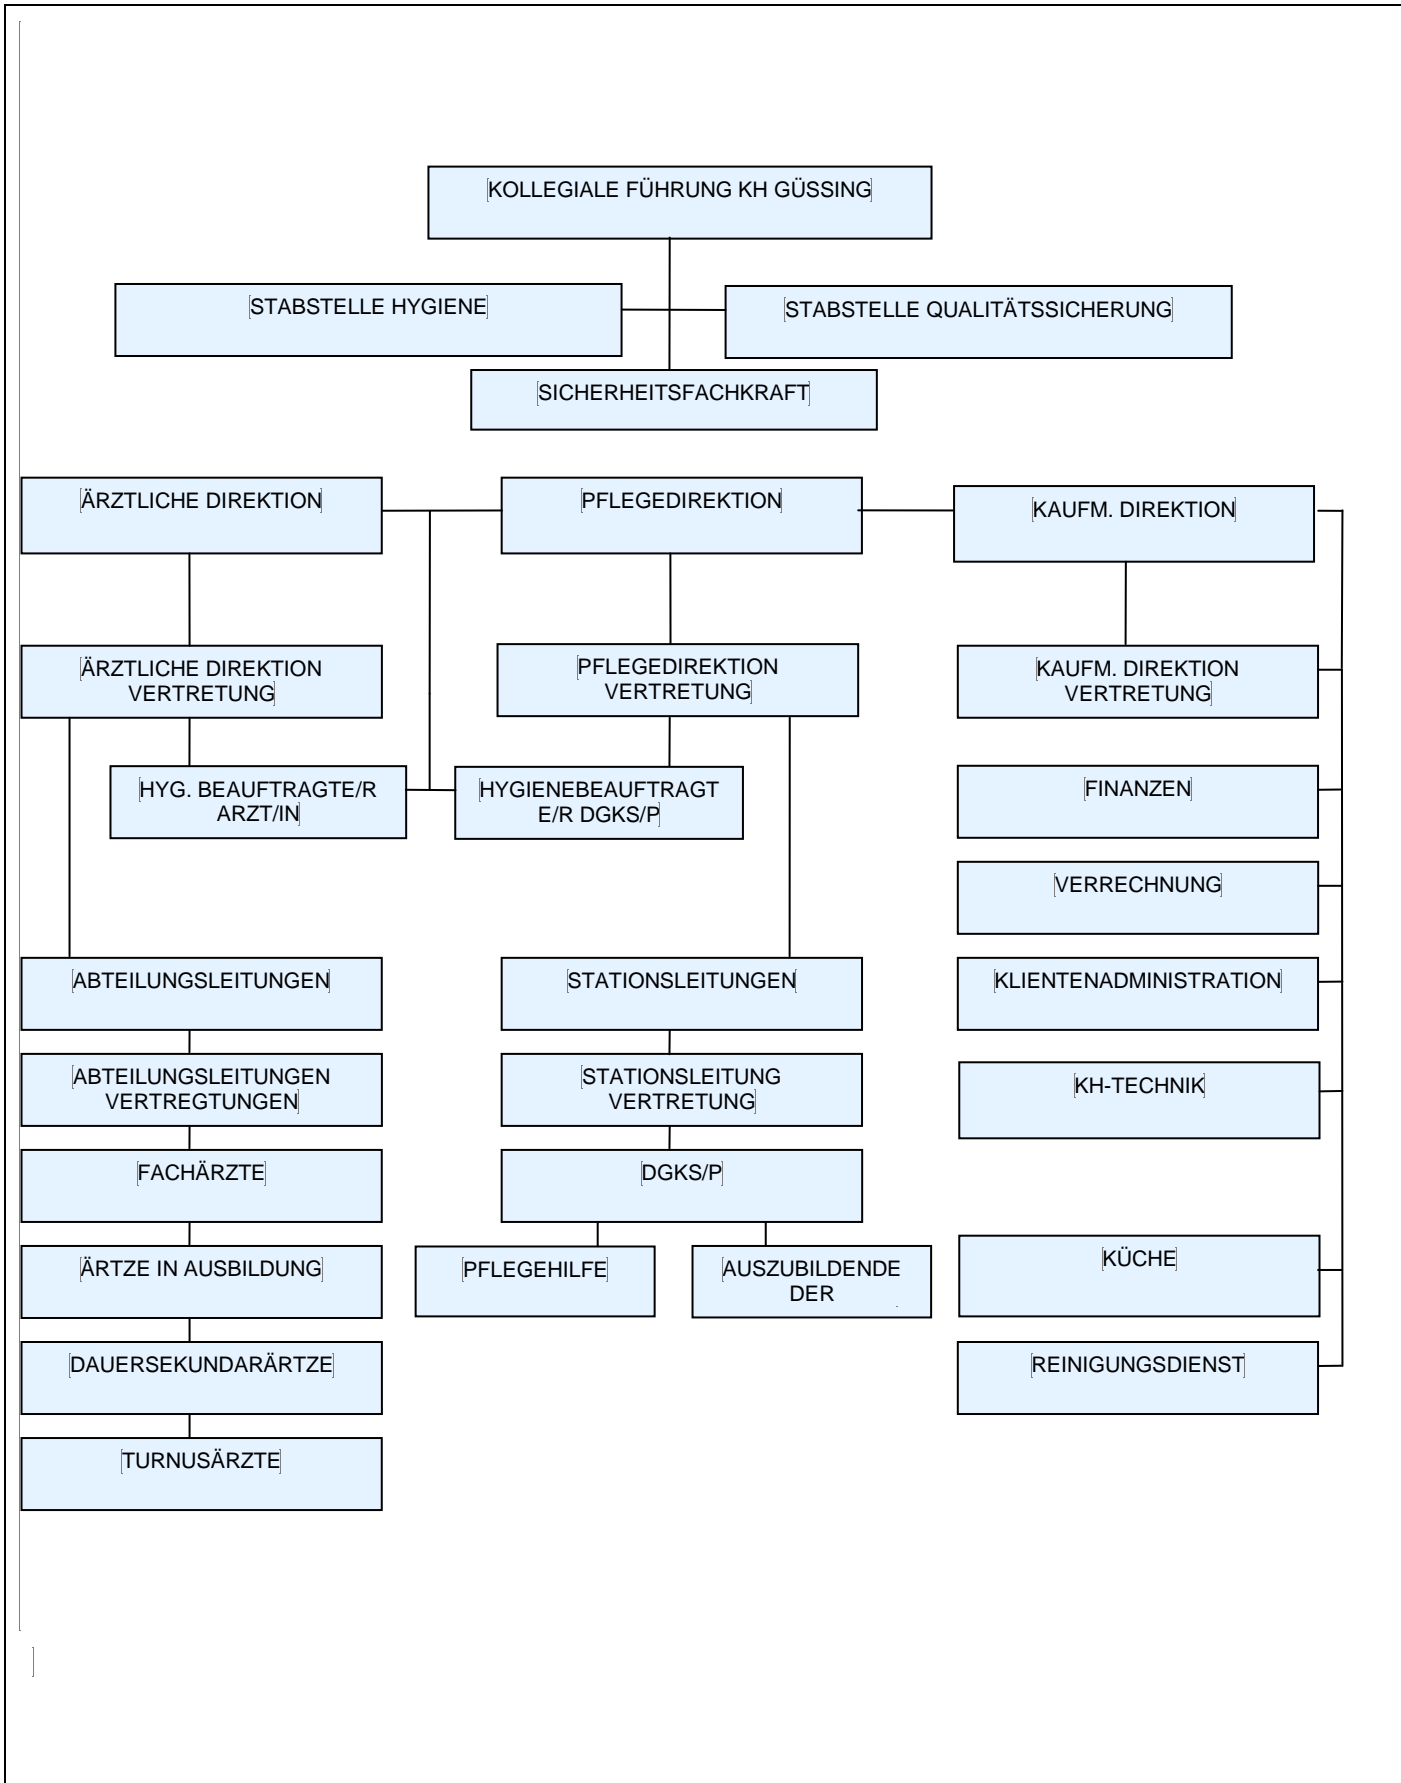 KOLLEGIALE FÜHRUNG KH GÜSSING
STABSTELLE HYGIENE
STABSTELLE QUALITÄTSSICHERUNG
SICHERHEITSFACHKRAFT
ÄRZTLICHE DIREKTION
PFLEGEDIREKTION
KAUFM. DIREKTION
ÄRZTLICHE DIREKTION
VERTRETUNG
PFLEGEDIREKTION
VERTRETUNG
KAUFM. DIREKTION
VERTRETUNG
HYG. BEAUFTRAGTE/R
ARZT/IN
HYGIENEBEAUFTRAGT
E/R DGKS/P
FINANZEN
VERRECHNUNG
ABTEILUNGSLEITUNGEN
STATIONSLEITUNGEN
KLIENTENADMINISTRATION
ABTEILUNGSLEITUNGEN
VERTREGTUNGEN
STATIONSLEITUNG
VERTRETUNG
KH-TECHNIK
FACHÄRZTE
DGKS/P
ÄRTZE IN AUSBILDUNG
PFLEGEHILFE
AUSZUBILDENDE
DER
KÜCHE
DAUERSEKUNDARÄRTZE
REINIGUNGSDIENST
TURNUSÄRZTE